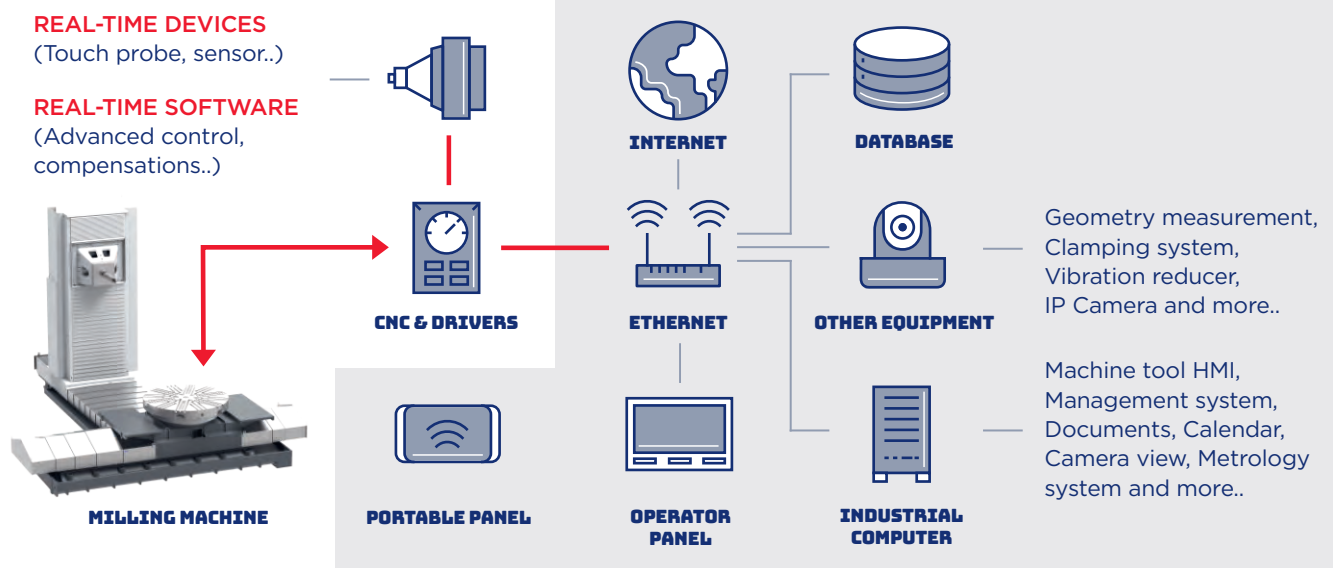 REAL-TIME DEVICES
(Touch probe, sensor..)
REAL-TIME SOFTWARE
(Advanced control,
compensations..)
INTERNET
DATABASE
CNC & DRIVERS
ETHERNET
OTHER EQUIPMENT
Geometry measurement,
Clamping system,
Vibration reducer,
IP Camera and more..
MILLING MACHINE
PORTABLE PANEL
OPERATOR
PANEL
INDUSTRIAL
COMPUTER
Machine tool HMI,
Management system,
Documents, Calendar,
Camera view, Metrology
system and more..